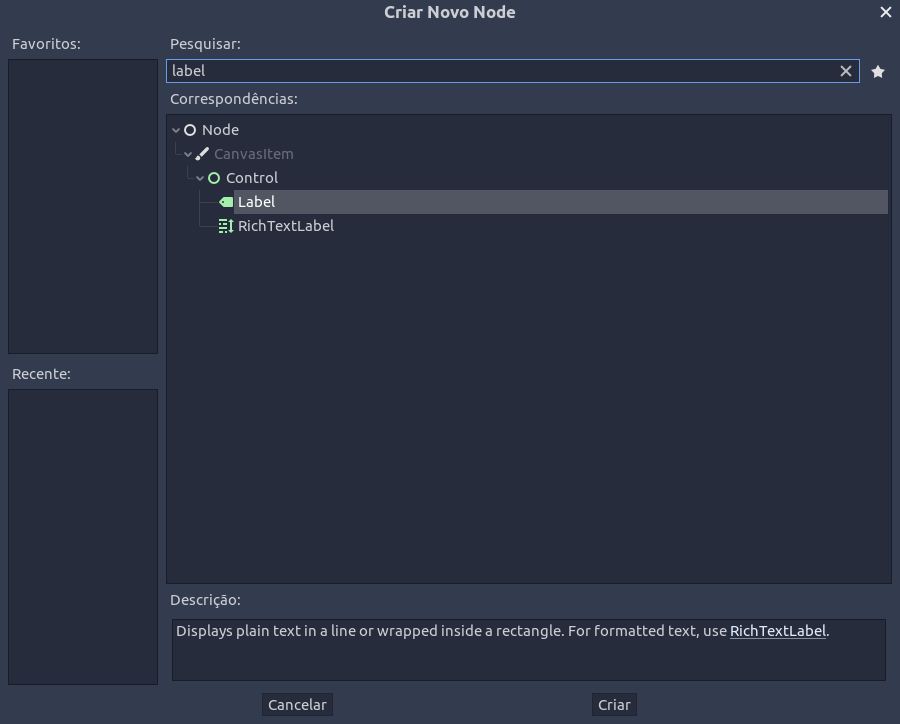 Criar Novo Node
Favoritos:
Pesquisar:
label
Correspondências:
Node
CanvasItem
Control
Label
RichTextLabel
Recente:
Descrição:
Displays plain text in a line or wrapped inside a rectangle. For formatted text, use RichTextLabel.
Cancelar
Criar